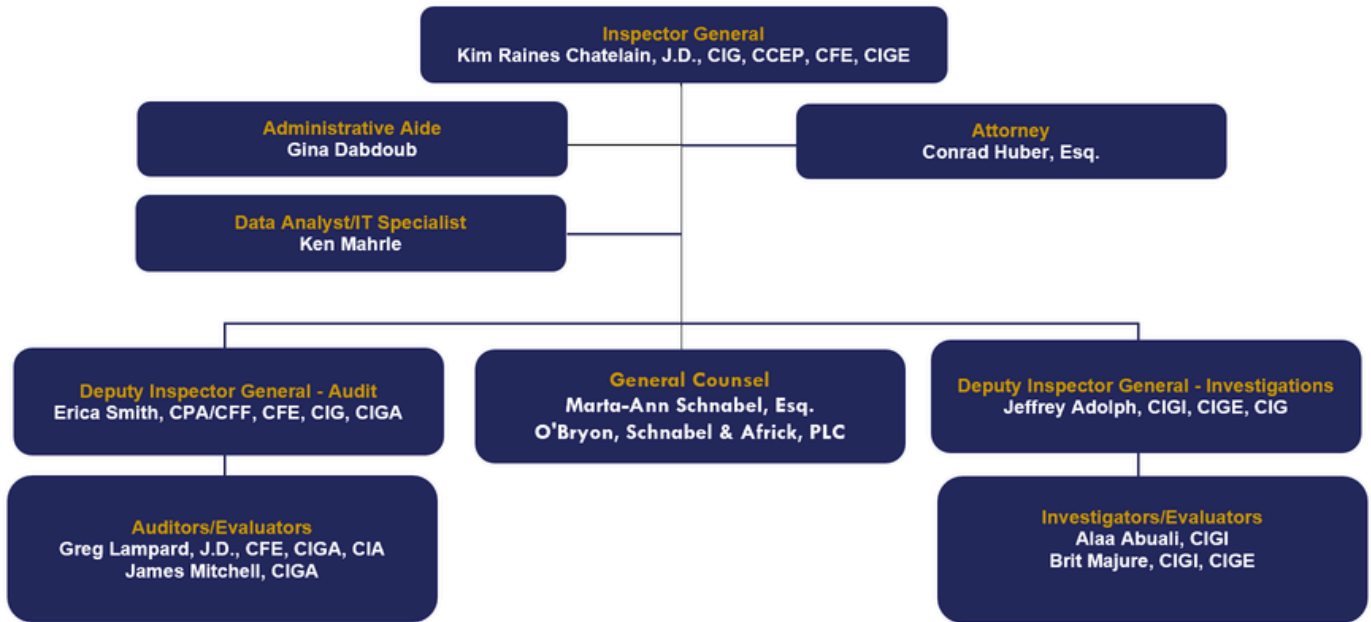 Inspector General
Kim Raines Chatelain, J.D., CIG, CCEP, CFE, CIGE
Administrative Aide
Gina Dabdoub
Attorney
Conrad Huber, Esq.
Data Analyst/IT Specialist
Ken Mahrle
Deputy Inspector General - Audit
Erica Smith, CPA/CFF, CFE, CIG, CIGA
General Counsel
Marta-Ann Schnabel, Esq.
O'Bryon, Schnabel & Africk, PLC
Deputy Inspector General - Investigations
Jeffrey Adolph, CIGI, CIGE, CIG
Auditors/Evaluators
Greg Lampard, J.D., CFE, CIGA, CIA
James Mitchell, CIGA
Investigators/Evaluators
Alaa Abuali, CIGI
Brit Majure, CIGI, CIGE